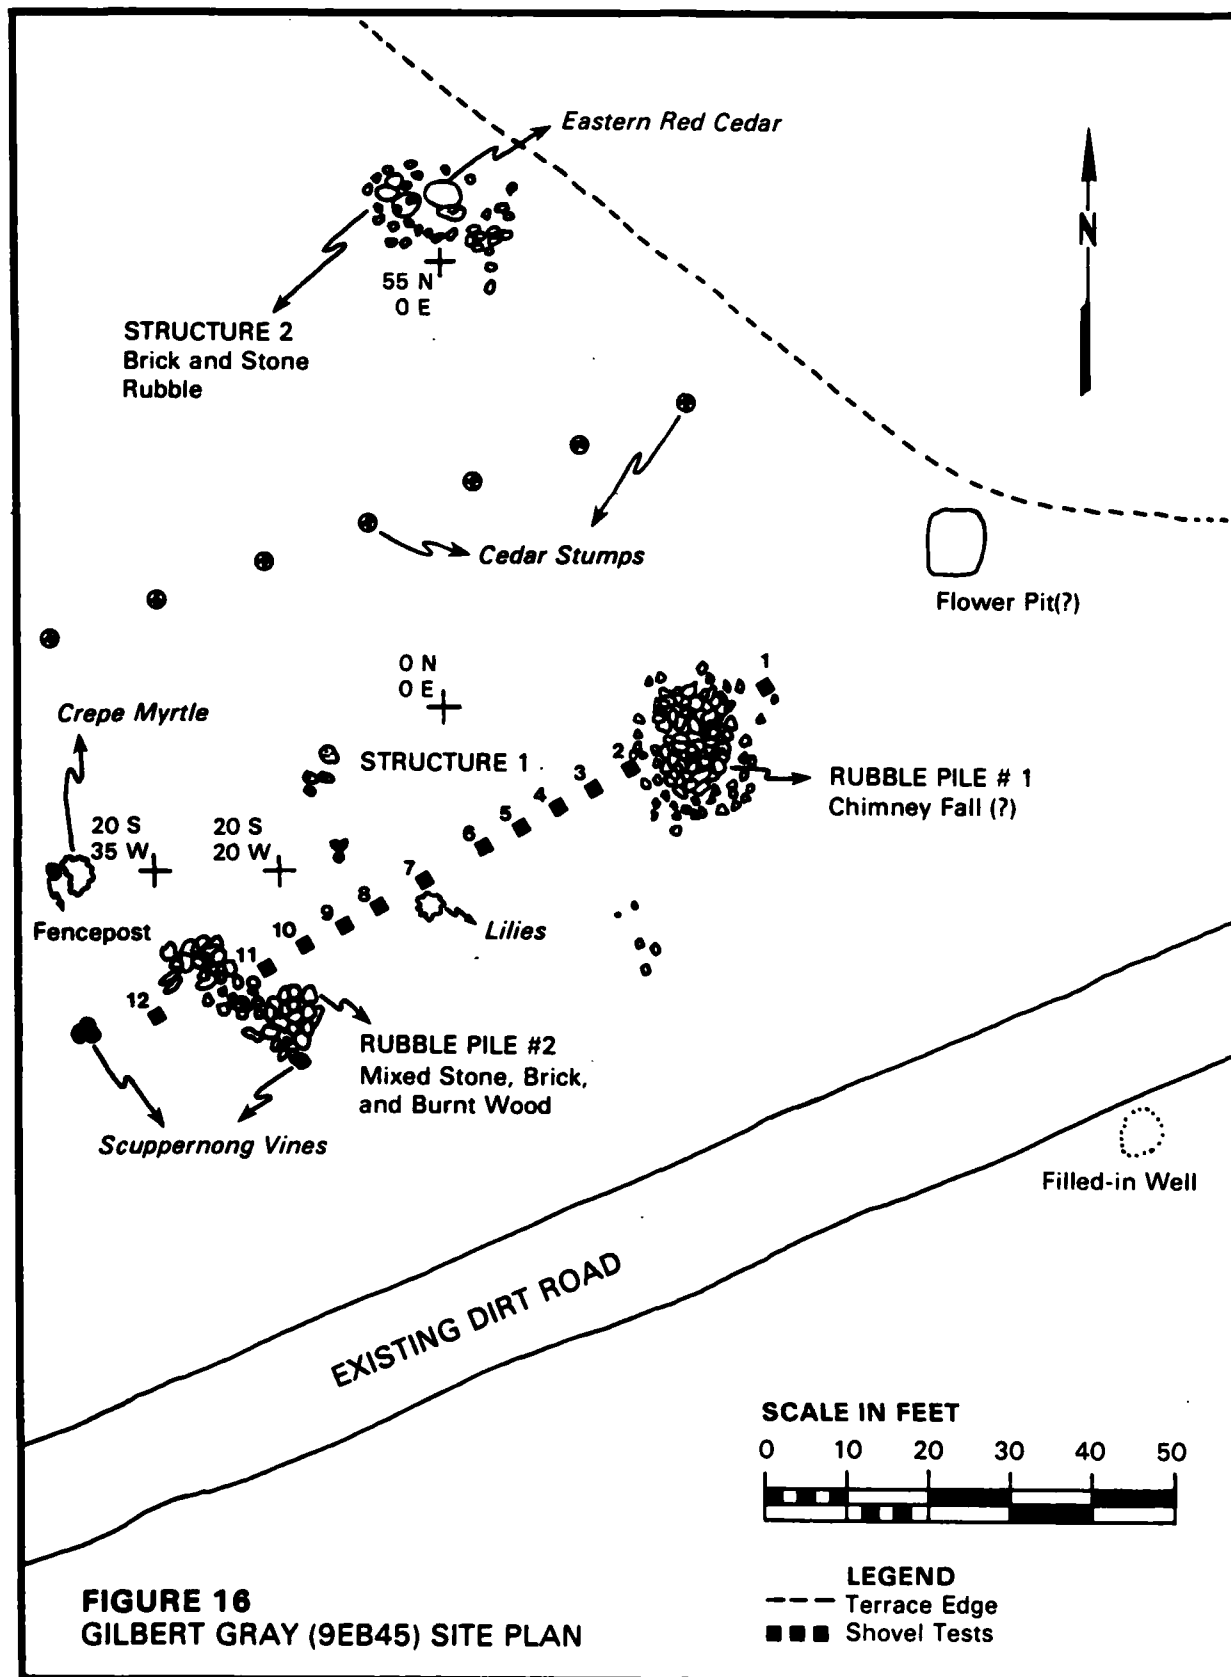 Eastern Red Cedar
N
55 N
0 E
STRUCTURE 2
Brick and Stone
Rubble
Cedar Stumps
Flower Pit(?)
0 N
0 E
1
Crepe Myrtle
STRUCTURE 1
2
3
4
5
6
7
8
9
10
11
12
RUBBLE PILE # 1
Chimney Fall (?)
20 S
35 W
20 S
20 W
Fencepost
Lilies
RUBBLE PILE #2
Mixed Stone, Brick,
and Burnt Wood
Scuppernong Vines
Filled-in Well
EXISTING DIRT ROAD
SCALE IN FEET
0 10 20 30 40 50
LEGEND
Terrace Edge
Shovel Tests
FIGURE 16
GILBERT GRAY (9EB45) SITE PLAN